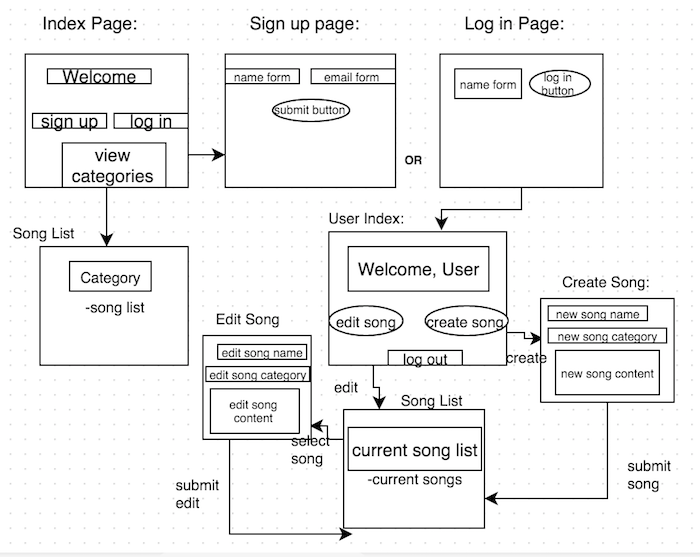 Index Page:
Sign up page:
Log in Page:
Welcome
sign up
log in
view
categories
name form
email form
submit button
OR
name form
log in
button
Song List
Category
-song list
User Index:
Welcome, User
edit song
create song
log out
Create Song:
new song name
new song category
new song content
create
Edit Song
edit song name
edit song category
edit song
content
edit
Song List
current song list
-current songs
select
song
submit
edit
submit
song